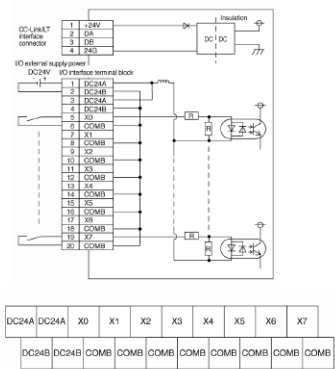 Insulation
CC-Link/LT
interface
connector
1 +24V
2 DA
3 DB
4 24G
DC DC
I/O external supply power
DC24V I/O interface terminal block
1 DC24A
2 DC24B
3 DC24A
4 DC24B
5 X0
6 COMB
7 X1
8 COMB
9 X2
10 COMB
11 X3
12 COMB
13 X4
14 COMB
15 X5
16 COMB
17 X6
18 COMB
19 X7
20 COMB
R
R
R
R
DC24A DC24A X0 X1 X2 X3 X4 X5 X6 X7
DC24B DC24B COMB COMB COMB COMB COMB COMB COMB COMB